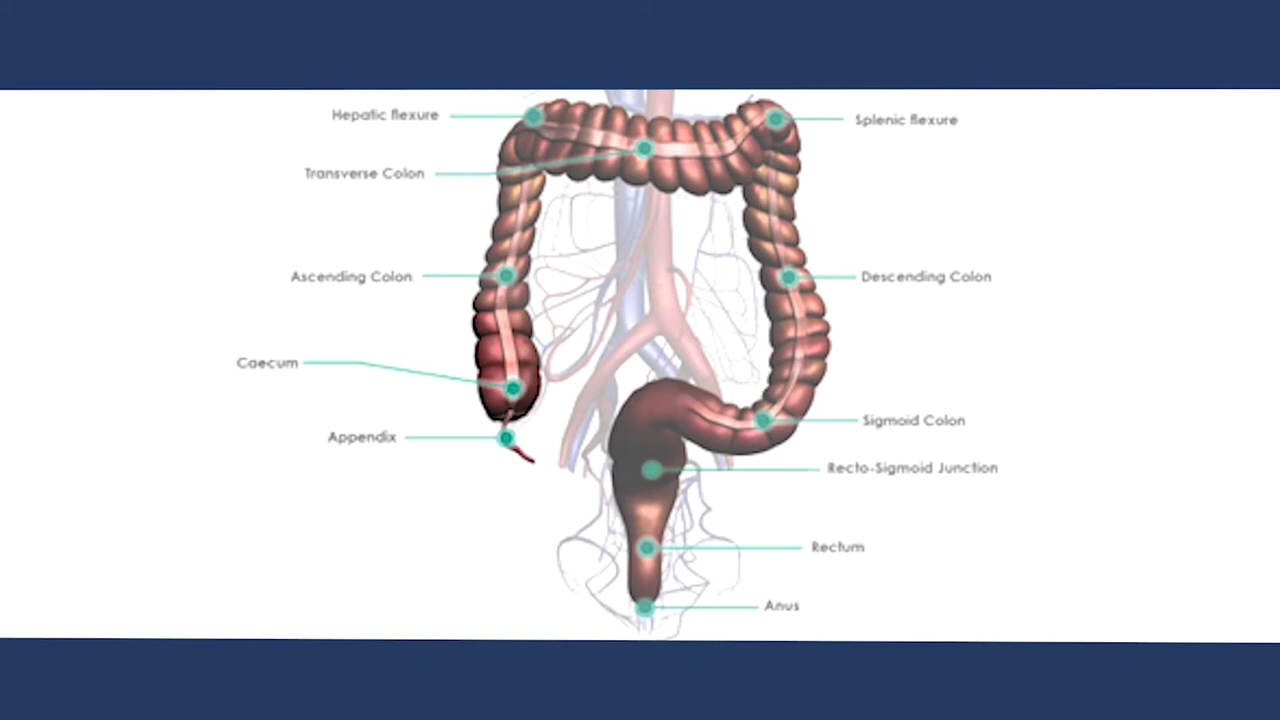 Hepatic flexure
Splenic flexure
Transverse Colon
Ascending Colon
Descending Colon
Caecum
Sigmoid Colon
Appendix
Recto-Sigmoid Junction
Rectum
Anus